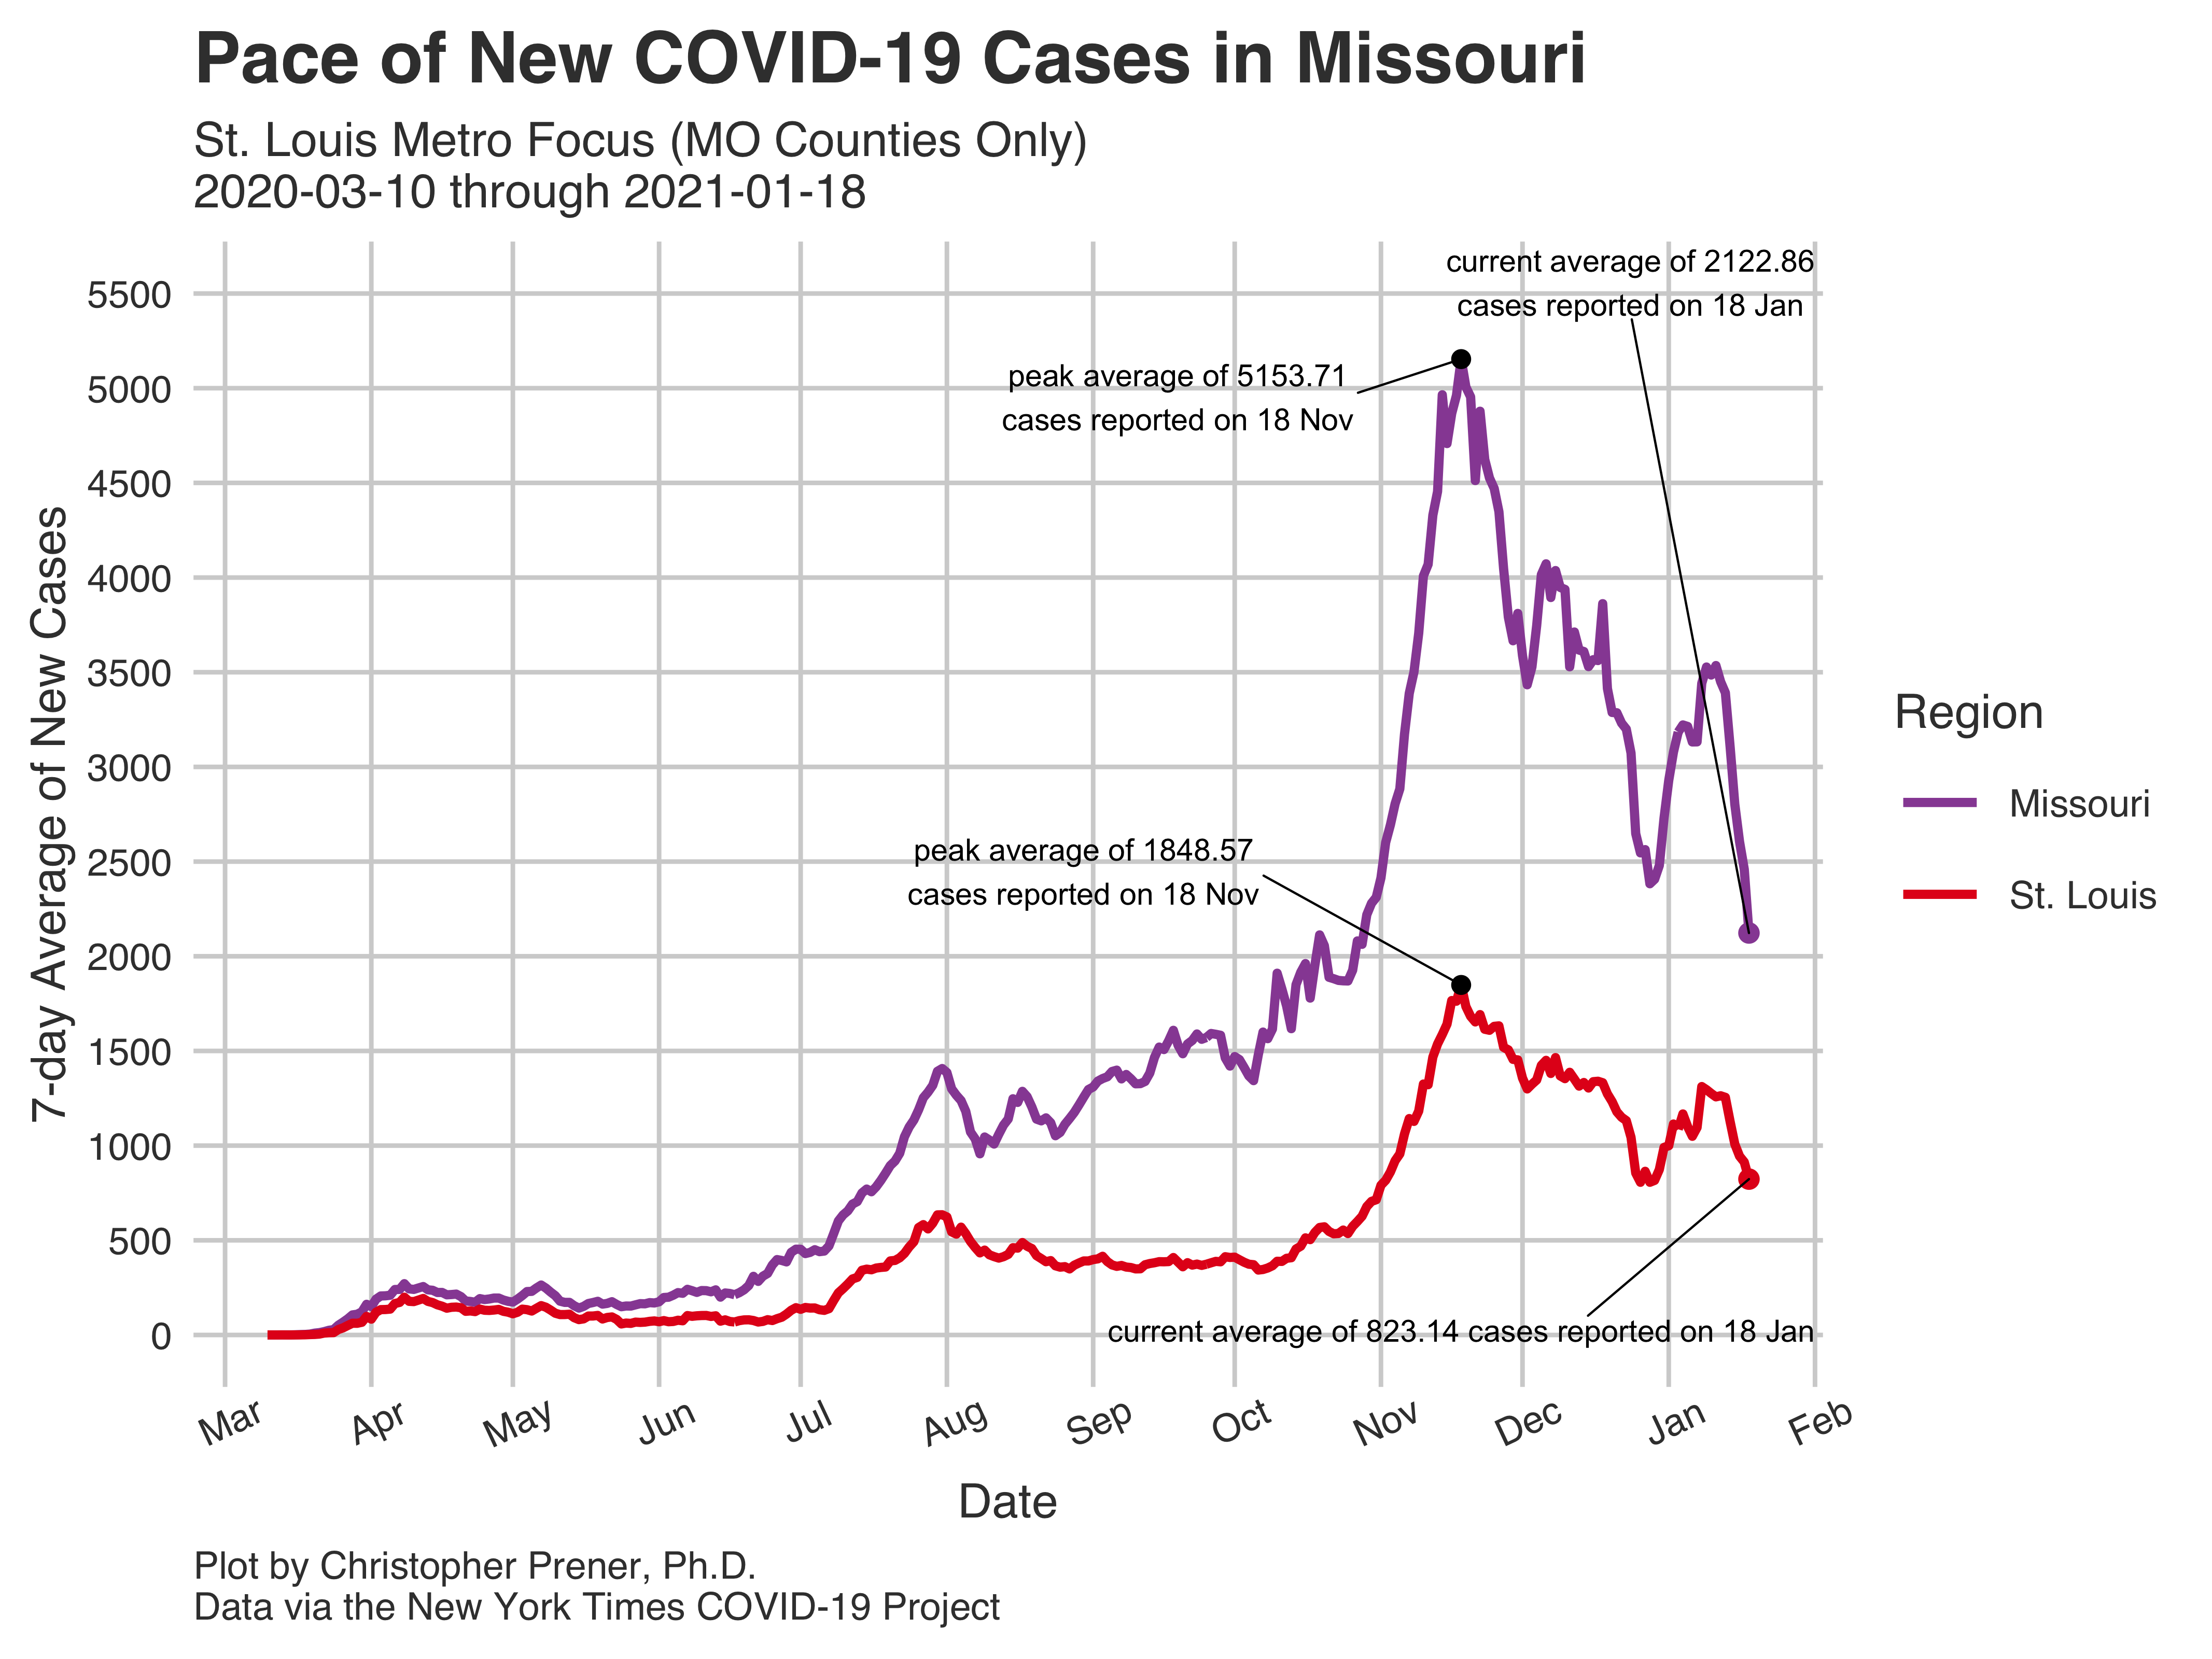 Pace of New COVID-19 Cases in Missouri
St. Louis Metro Focus (MO Counties Only)
2020-03-10 through 2021-01-18
current average of 2122.86
cases reported on 18 Jan
peak average of 5153.71
cases reported on 18 Nov
peak average of 1848.57
cases reported on 18 Nov
current average of 823.14 cases reported on 18 Jan
7-day Average of New Cases
5500
5000
4500
4000
3500
3000
2500
2000
1500
1000
500
0
Mar
Apr
May
Jun
Jul
Aug
Sep
Oct
Nov
Dec
Jan
Feb
Date
Region
Missouri
St. Louis
Plot by Christopher Prener, Ph.D.
Data via the New York Times COVID-19 Project